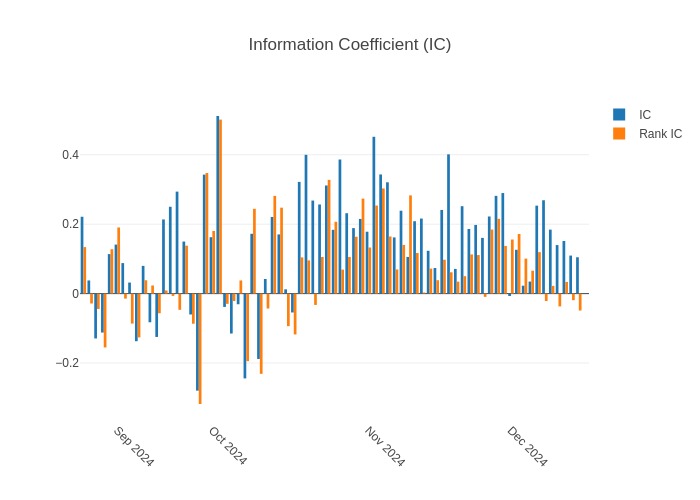 Information Coefficient (IC)
IC
Rank IC
0.4
0.2
0
−0.2
Sep 2024
Oct 2024
Nov 2024
Dec 2024